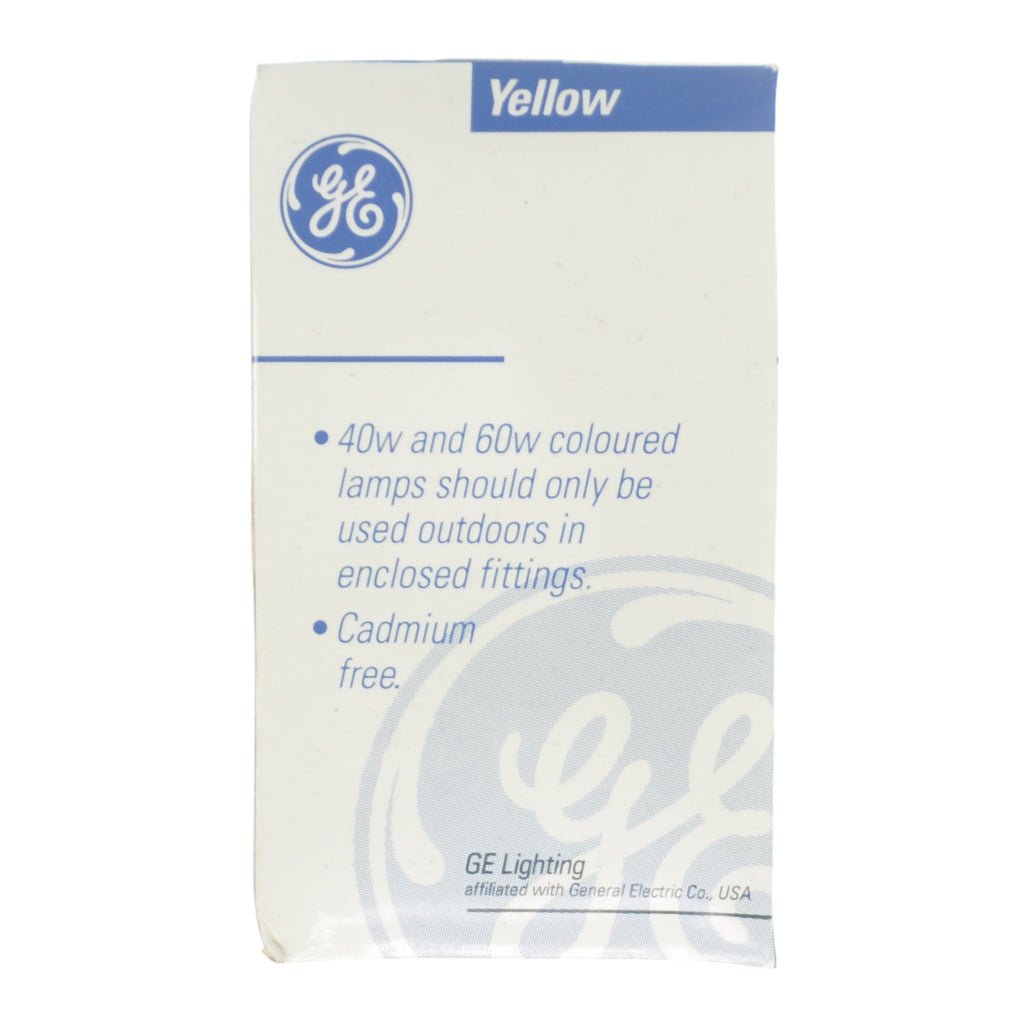 Yellow
GE
• 40w and 60w coloured
lamps should only be
used outdoors in
enclosed fittings.
• Cadmium
free.
GE
GE Lighting
affiliated with General Electric Co., USA